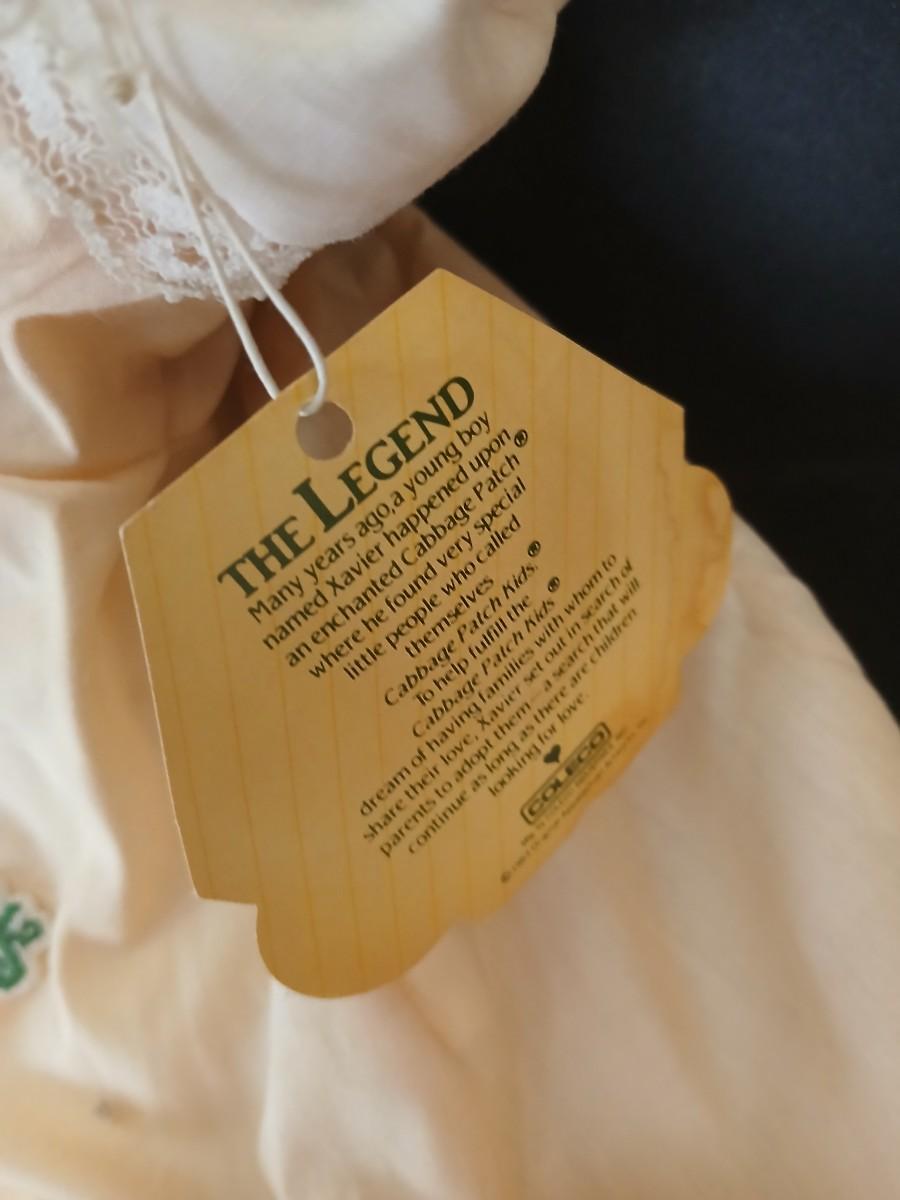 THE LEGEND
Many years ago, a young boy
named Xavier happened upon
an enchanted Cabbage Patch®
where he found very special
little people who called
themselves
Cabbage Patch Kids.®
To help fulfill the
Cabbage Patch Kids®
dream of having families with whom to
share their love, Xavier set out in search of
parents to adopt them—a search that will
continue as long as there are children
looking for love.
COLECO